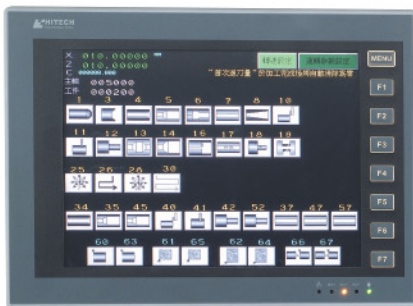 HITECH
X 010.00000
Z 010.00000
C
主軸 005000
工件 000200
1 3 4 5 6 7 8 10
11 12 13 14 16 17 18 19
25 26 28 30
34 35 45 40 41 42 52 37 47 57
60 63 61 65 62 64 66 67
MENU
F1
F2
F3
F4
F5
F6
F7